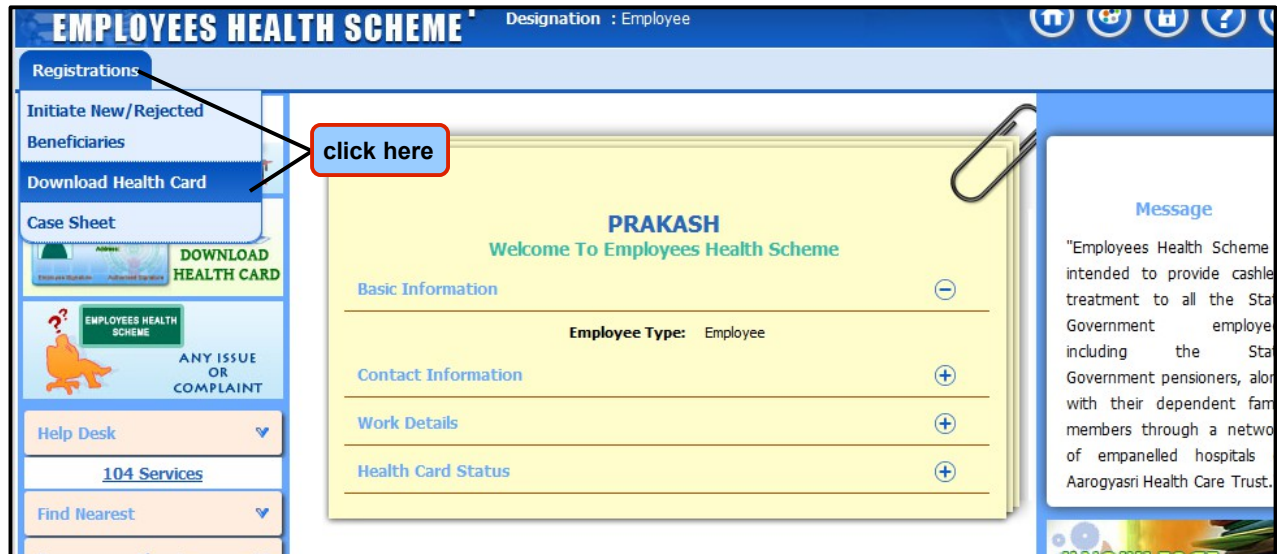 EMPLOYEES HEALTH SCHEME
Designation : Employee
Registrations
Initiate New/Rejected
Beneficiaries
Download Health Card
Case Sheet
click here
DOWNLOAD
HEALTH CARD
??
EMPLOYEES HEALTH
SCHEME
ANY ISSUE
OR
COMPLAINT
Help Desk
104 Services
Find Nearest
PRAKASH
Welcome To Employees Health Scheme
Basic Information
Employee Type: Employee
Contact Information
Work Details
Health Card Status
Message
"Employees Health Scheme
intended to provide cashle
treatment to all the Stat
Government employee
including the Stat
Government pensioners, alon
with their dependent fam
members through a netwo
of empanelled hospitals
Aarogyasri Health Care Trust.